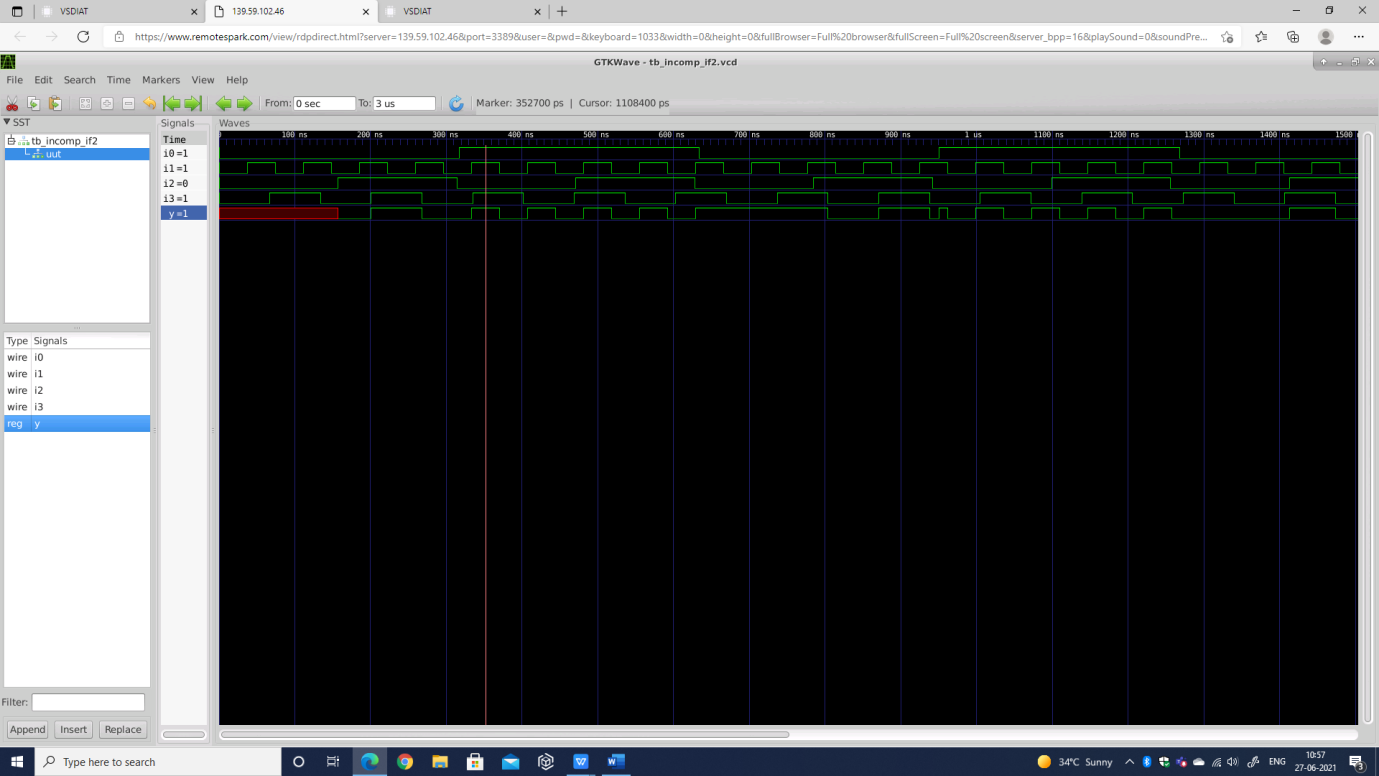 VSDIAT
139.59.102.46
VSDIAT
https://www.remotespark.com/view/rdpdirect.html?server=139.59.102.46&port=3389&user=&pwd=&keyboard=1033&width=0&height=0&fullBrowser=Full%20browser&fullScreen=Full%20screen&server_bpp=16&playSound=0&soundPre...
GTKWave - tb_incomp_if2.vcd
File Edit Search Time Markers View Help
From: 0 sec To: 3 us Marker: 352700 ps | Cursor: 1108400 ps
SST
tb_incomp_if2
uut
Type Signals
wire i0
wire i1
wire i2
wire i3
reg y
Filter:
Append Insert Replace
Signals
Time
i0=1
i1=1
i2=0
i3=1
y=1
Waves
0 100 ns 200 ns 300 ns 400 ns 500 ns 600 ns 700 ns 800 ns 900 ns 1 us 1100 ns 1200 ns 1300 ns 1400 ns 1500
Type here to search
34°C Sunny
ENG
10:57
27-06-2021
3